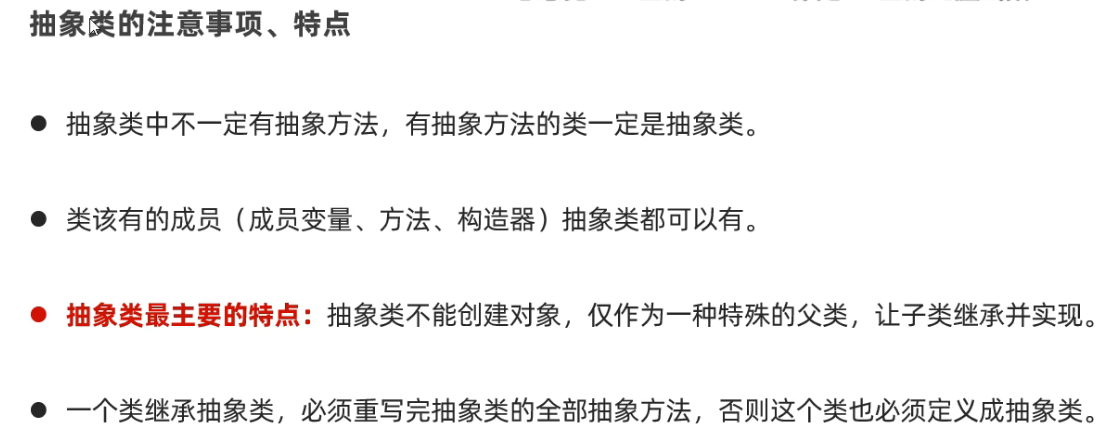 抽象类的注意事项、特点
● 抽象类中不一定有抽象方法，有抽象方法的类一定是抽象类。
● 类该有的成员（成员变量、方法、构造器）抽象类都可以有。
● 抽象类最主要的特点：抽象类不能创建对象，仅作为一种特殊的父类，让子类继承并实现。
● 一个类继承抽象类，必须重写完抽象类的全部抽象方法，否则这个类也必须定义成抽象类。